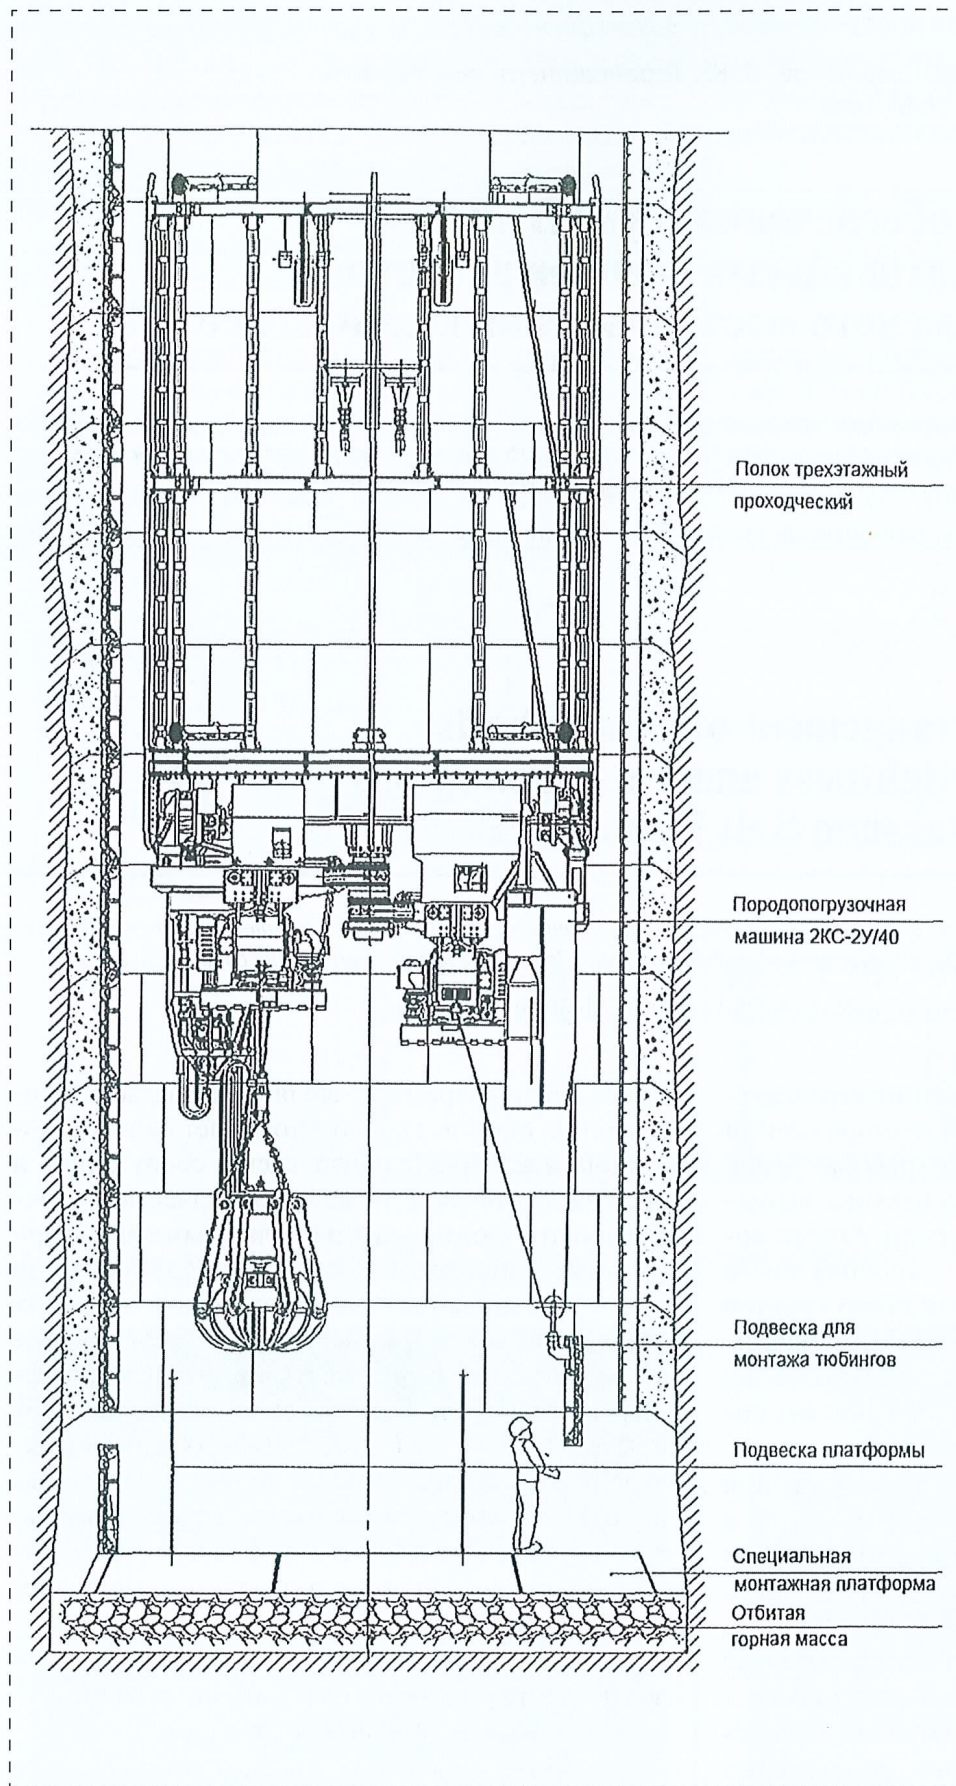 Полок трехэтажный
проходческий
Породопогрузочная
машина 2КС-2У/40
Подвеска для
монтажа тюбингов
Подвеска платформы
Специальная
монтажная платформа
Отбитая
горная масса